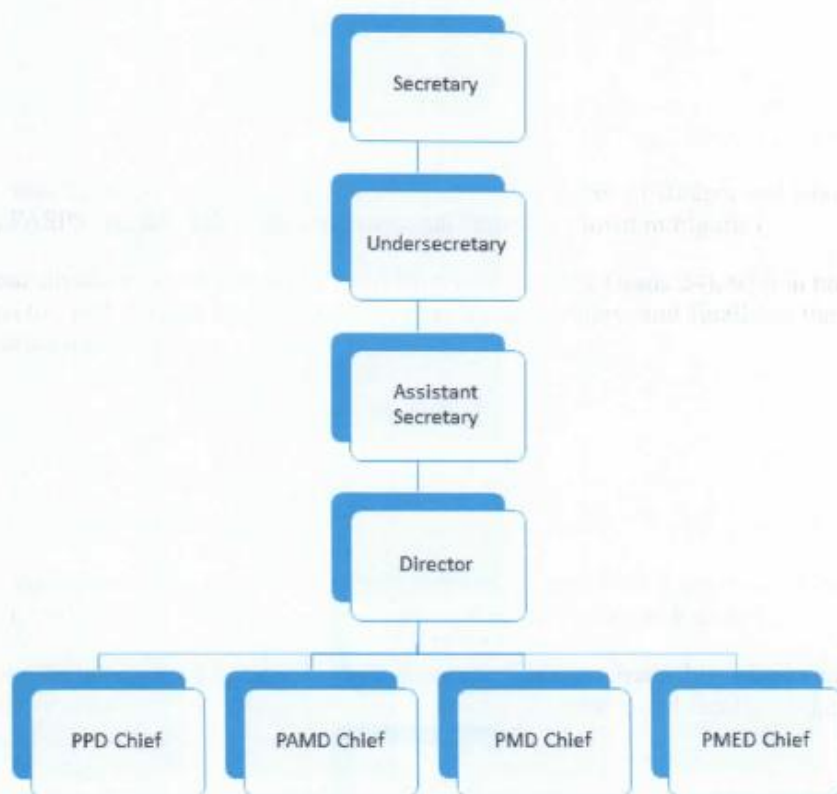 Secretary
Undersecretary
Assistant
Secretary
Director
PPD Chief
PAMD Chief
PMD Chief
PMED Chief